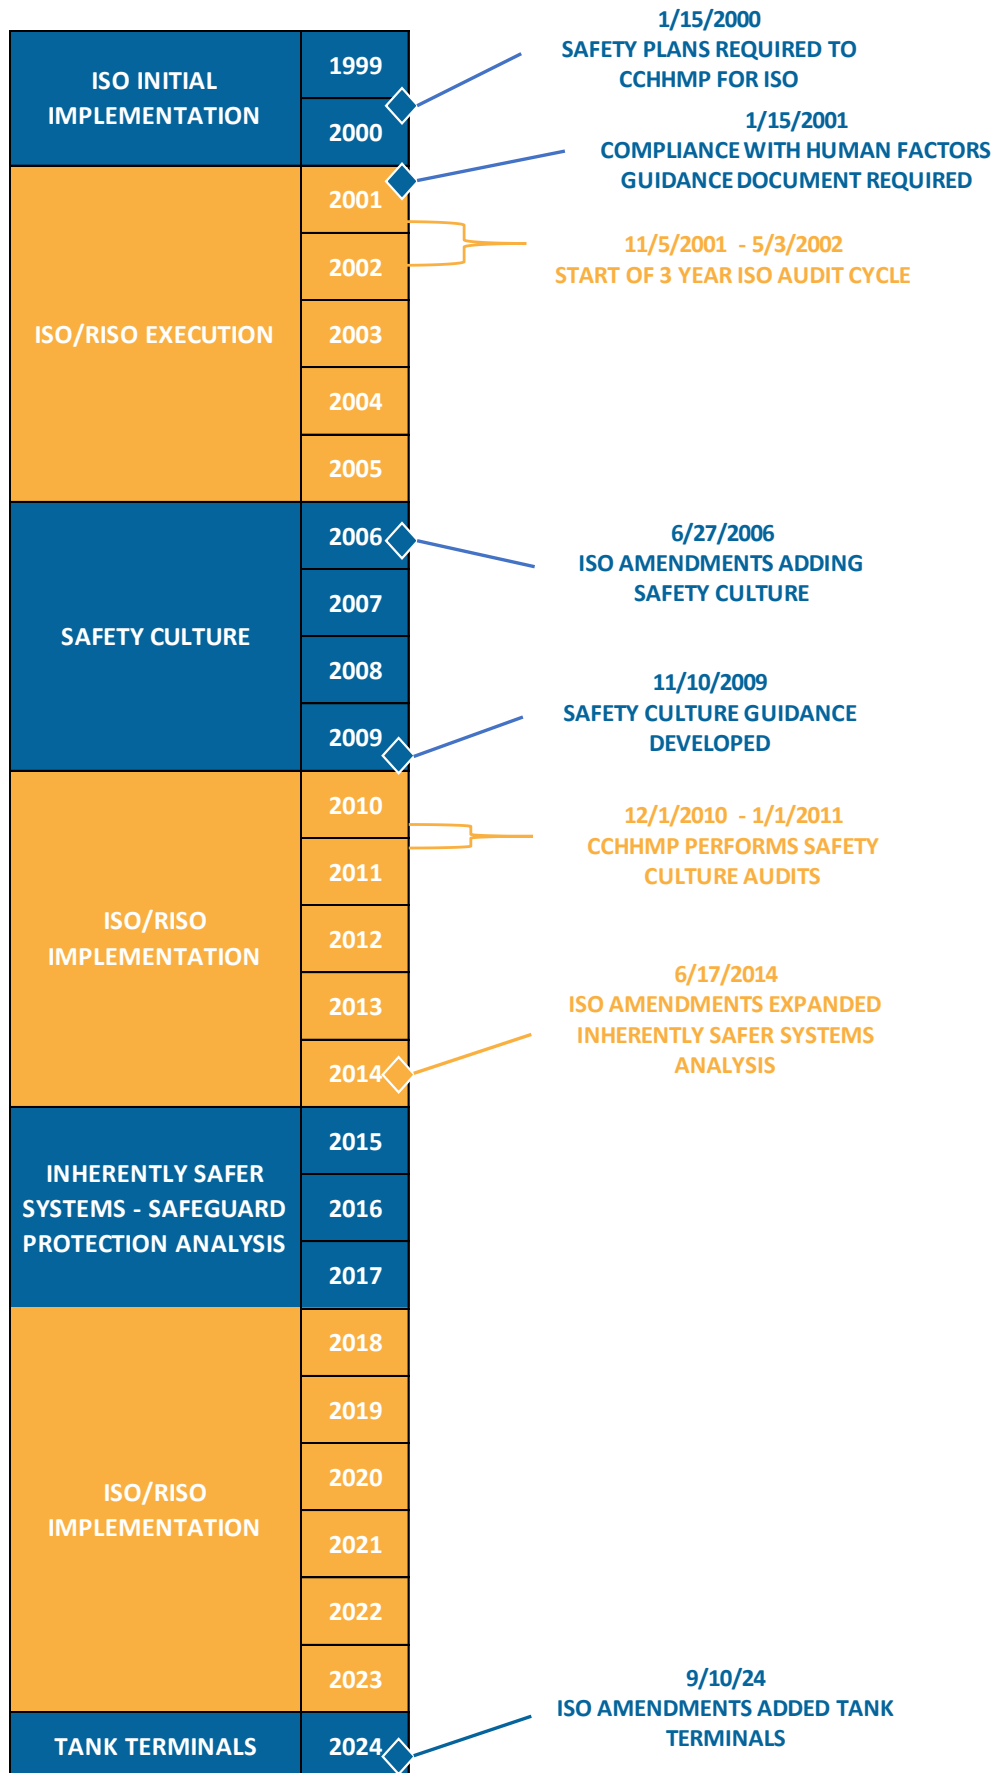 1/15/2000
SAFETY PLANS REQUIRED TO
CCHHMP FOR ISO
ISO INITIAL
IMPLEMENTATION
1999
2000
1/15/2001
COMPLIANCE WITH HUMAN FACTORS
GUIDANCE DOCUMENT REQUIRED
ISO/RISO EXECUTION
2001
2002
2003
2004
2005
11/5/2001 - 5/3/2002
START OF 3 YEAR ISO AUDIT CYCLE
SAFETY CULTURE
2006
2007
2008
2009
6/27/2006
ISO AMENDMENTS ADDING
SAFETY CULTURE
11/10/2009
SAFETY CULTURE GUIDANCE
DEVELOPED
ISO/RISO
IMPLEMENTATION
2010
2011
2012
2013
2014
12/1/2010 - 1/1/2011
CCHHMP PERFORMS SAFETY
CULTURE AUDITS
6/17/2014
ISO AMENDMENTS EXPANDED
INHERENTLY SAFER SYSTEMS
ANALYSIS
INHERENTLY SAFER
SYSTEMS - SAFEGUARD
PROTECTION ANALYSIS
2015
2016
2017
ISO/RISO
IMPLEMENTATION
2018
2019
2020
2021
2022
2023
TANK TERMINALS
2024
9/10/24
ISO AMENDMENTS ADDED TANK
TERMINALS